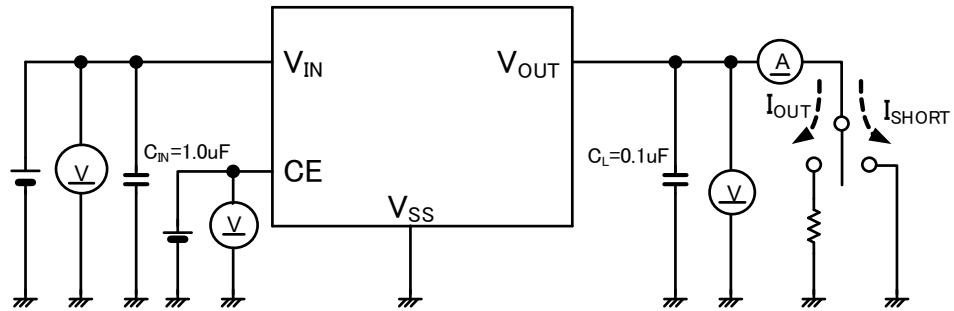 V_IN
V_OUT
A
I_OUT
I_SHORT
C_IN=1.0uF
C_L=0.1uF
V
CE
V
V
V_SS